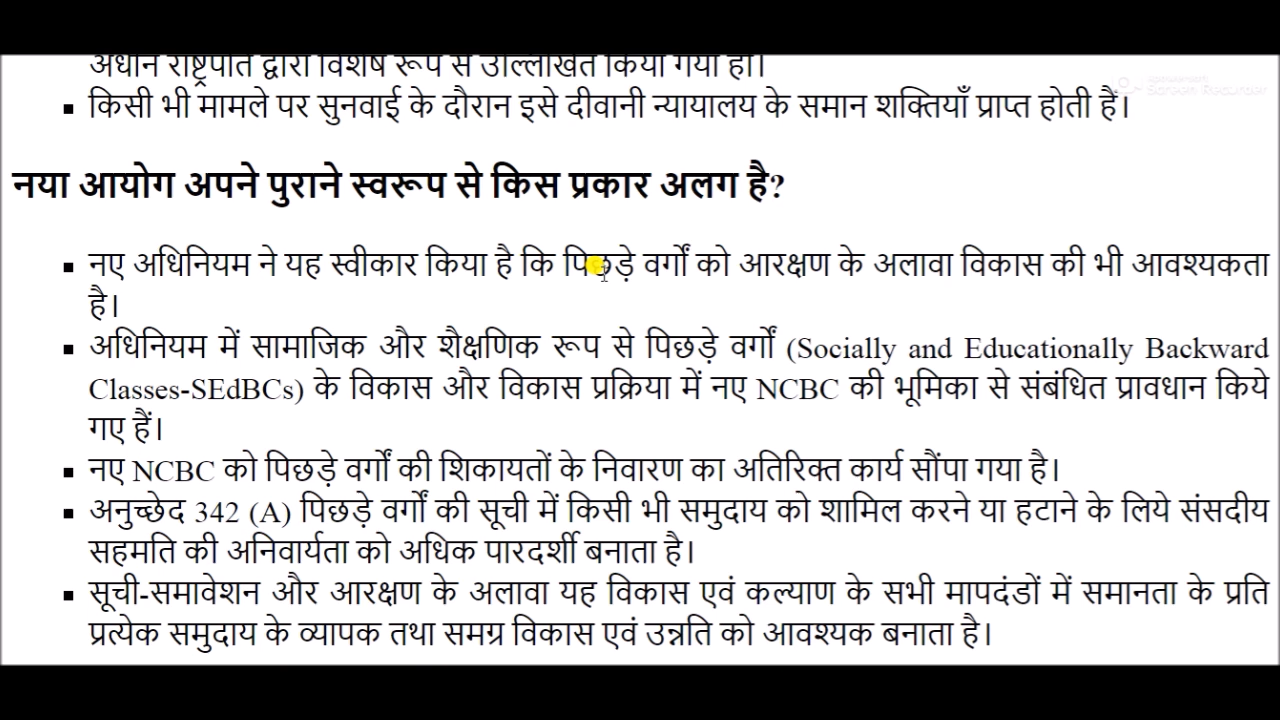 अधीन राष्ट्रपति द्वारा विशेष रूप से उल्लिखित किया गया हो।
▪ किसी भी मामले पर सुनवाई के दौरान इसे दीवानी न्यायालय के समान शक्तियाँ प्राप्त होती हैं।
Screen Recorder
नया आयोग अपने पुराने स्वरूप से किस प्रकार अलग है?
▪ नए अधिनियम ने यह स्वीकार किया है कि पिछड़े वर्गों को आरक्षण के अलावा विकास की भी आवश्यकता
है।
▪ अधिनियम में सामाजिक और शैक्षणिक रूप से पिछड़े वर्गों (Socially and Educationally Backward
Classes-SEdBCs) के विकास और विकास प्रक्रिया में नए NCBC की भूमिका से संबंधित प्रावधान किये
गए हैं।
▪ नए NCBC को पिछड़े वर्गों की शिकायतों के निवारण का अतिरिक्त कार्य सौंपा गया है।
▪ अनुच्छेद 342 (A) पिछड़े वर्गों की सूची में किसी भी समुदाय को शामिल करने या हटाने के लिये संसदीय
सहमति की अनिवार्यता को अधिक पारदर्शी बनाता है।
▪ सूची-समावेशन और आरक्षण के अलावा यह विकास एवं कल्याण के सभी मापदंडों में समानता के प्रति
प्रत्येक समुदाय के व्यापक तथा समग्र विकास एवं उन्नति को आवश्यक बनाता है।